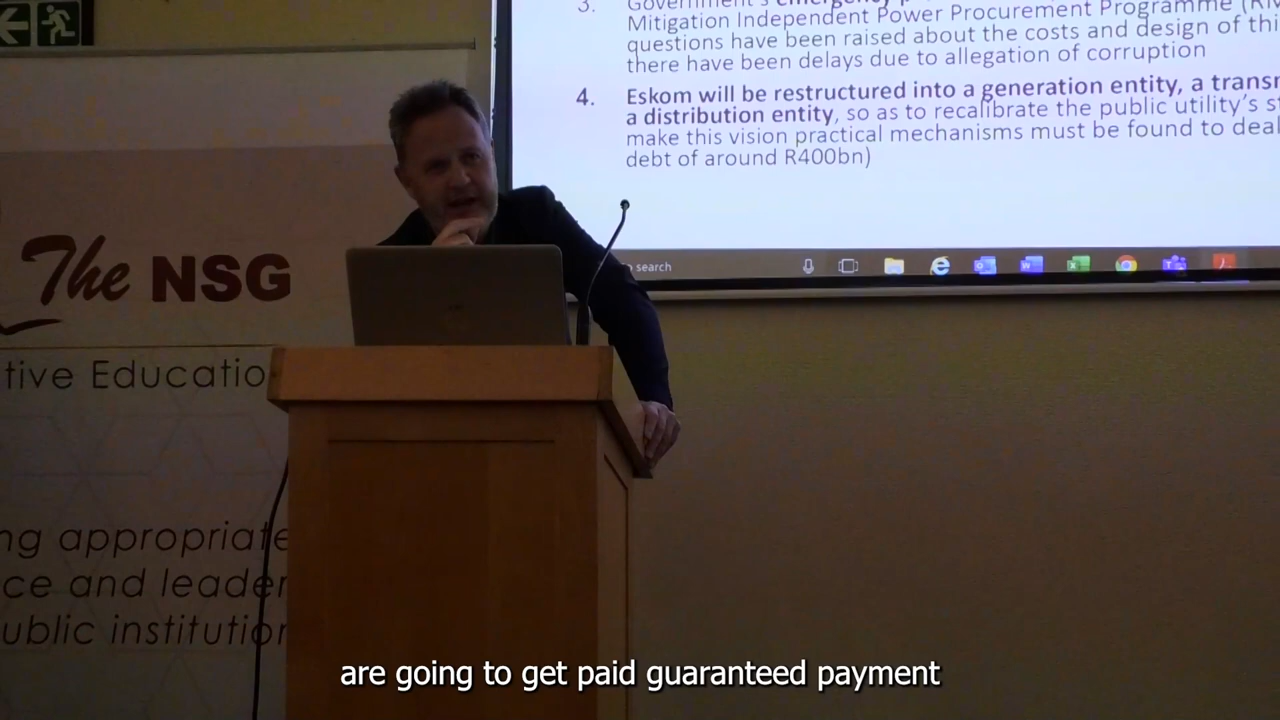 3. Government's emergency
Mitigation Independent Power Procurement Programme
questions have been raised about the costs and design of thi
there have been delays due to allegation of corruption
4. Eskom will be restructured into a generation entity, a transm
a distribution entity, so as to recalibrate the public utility's st
make this vision practical mechanisms must be found to deal
debt of around R400bn)
search
The NSG
tive Educatio
ng appropriate
ce and leader
ublic institution
are going to get paid guaranteed payment